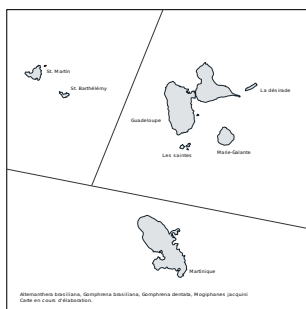 St. Martin
St. Barthélémy
La désirade
Guadeloupe
Les saintes
Marie-Galante
Martinique
Alternanthera brasiliana, Gomphrena brasiliana, Gomphrena dentata, Mogiphanes jacquini
Carte en cours d'élaboration.